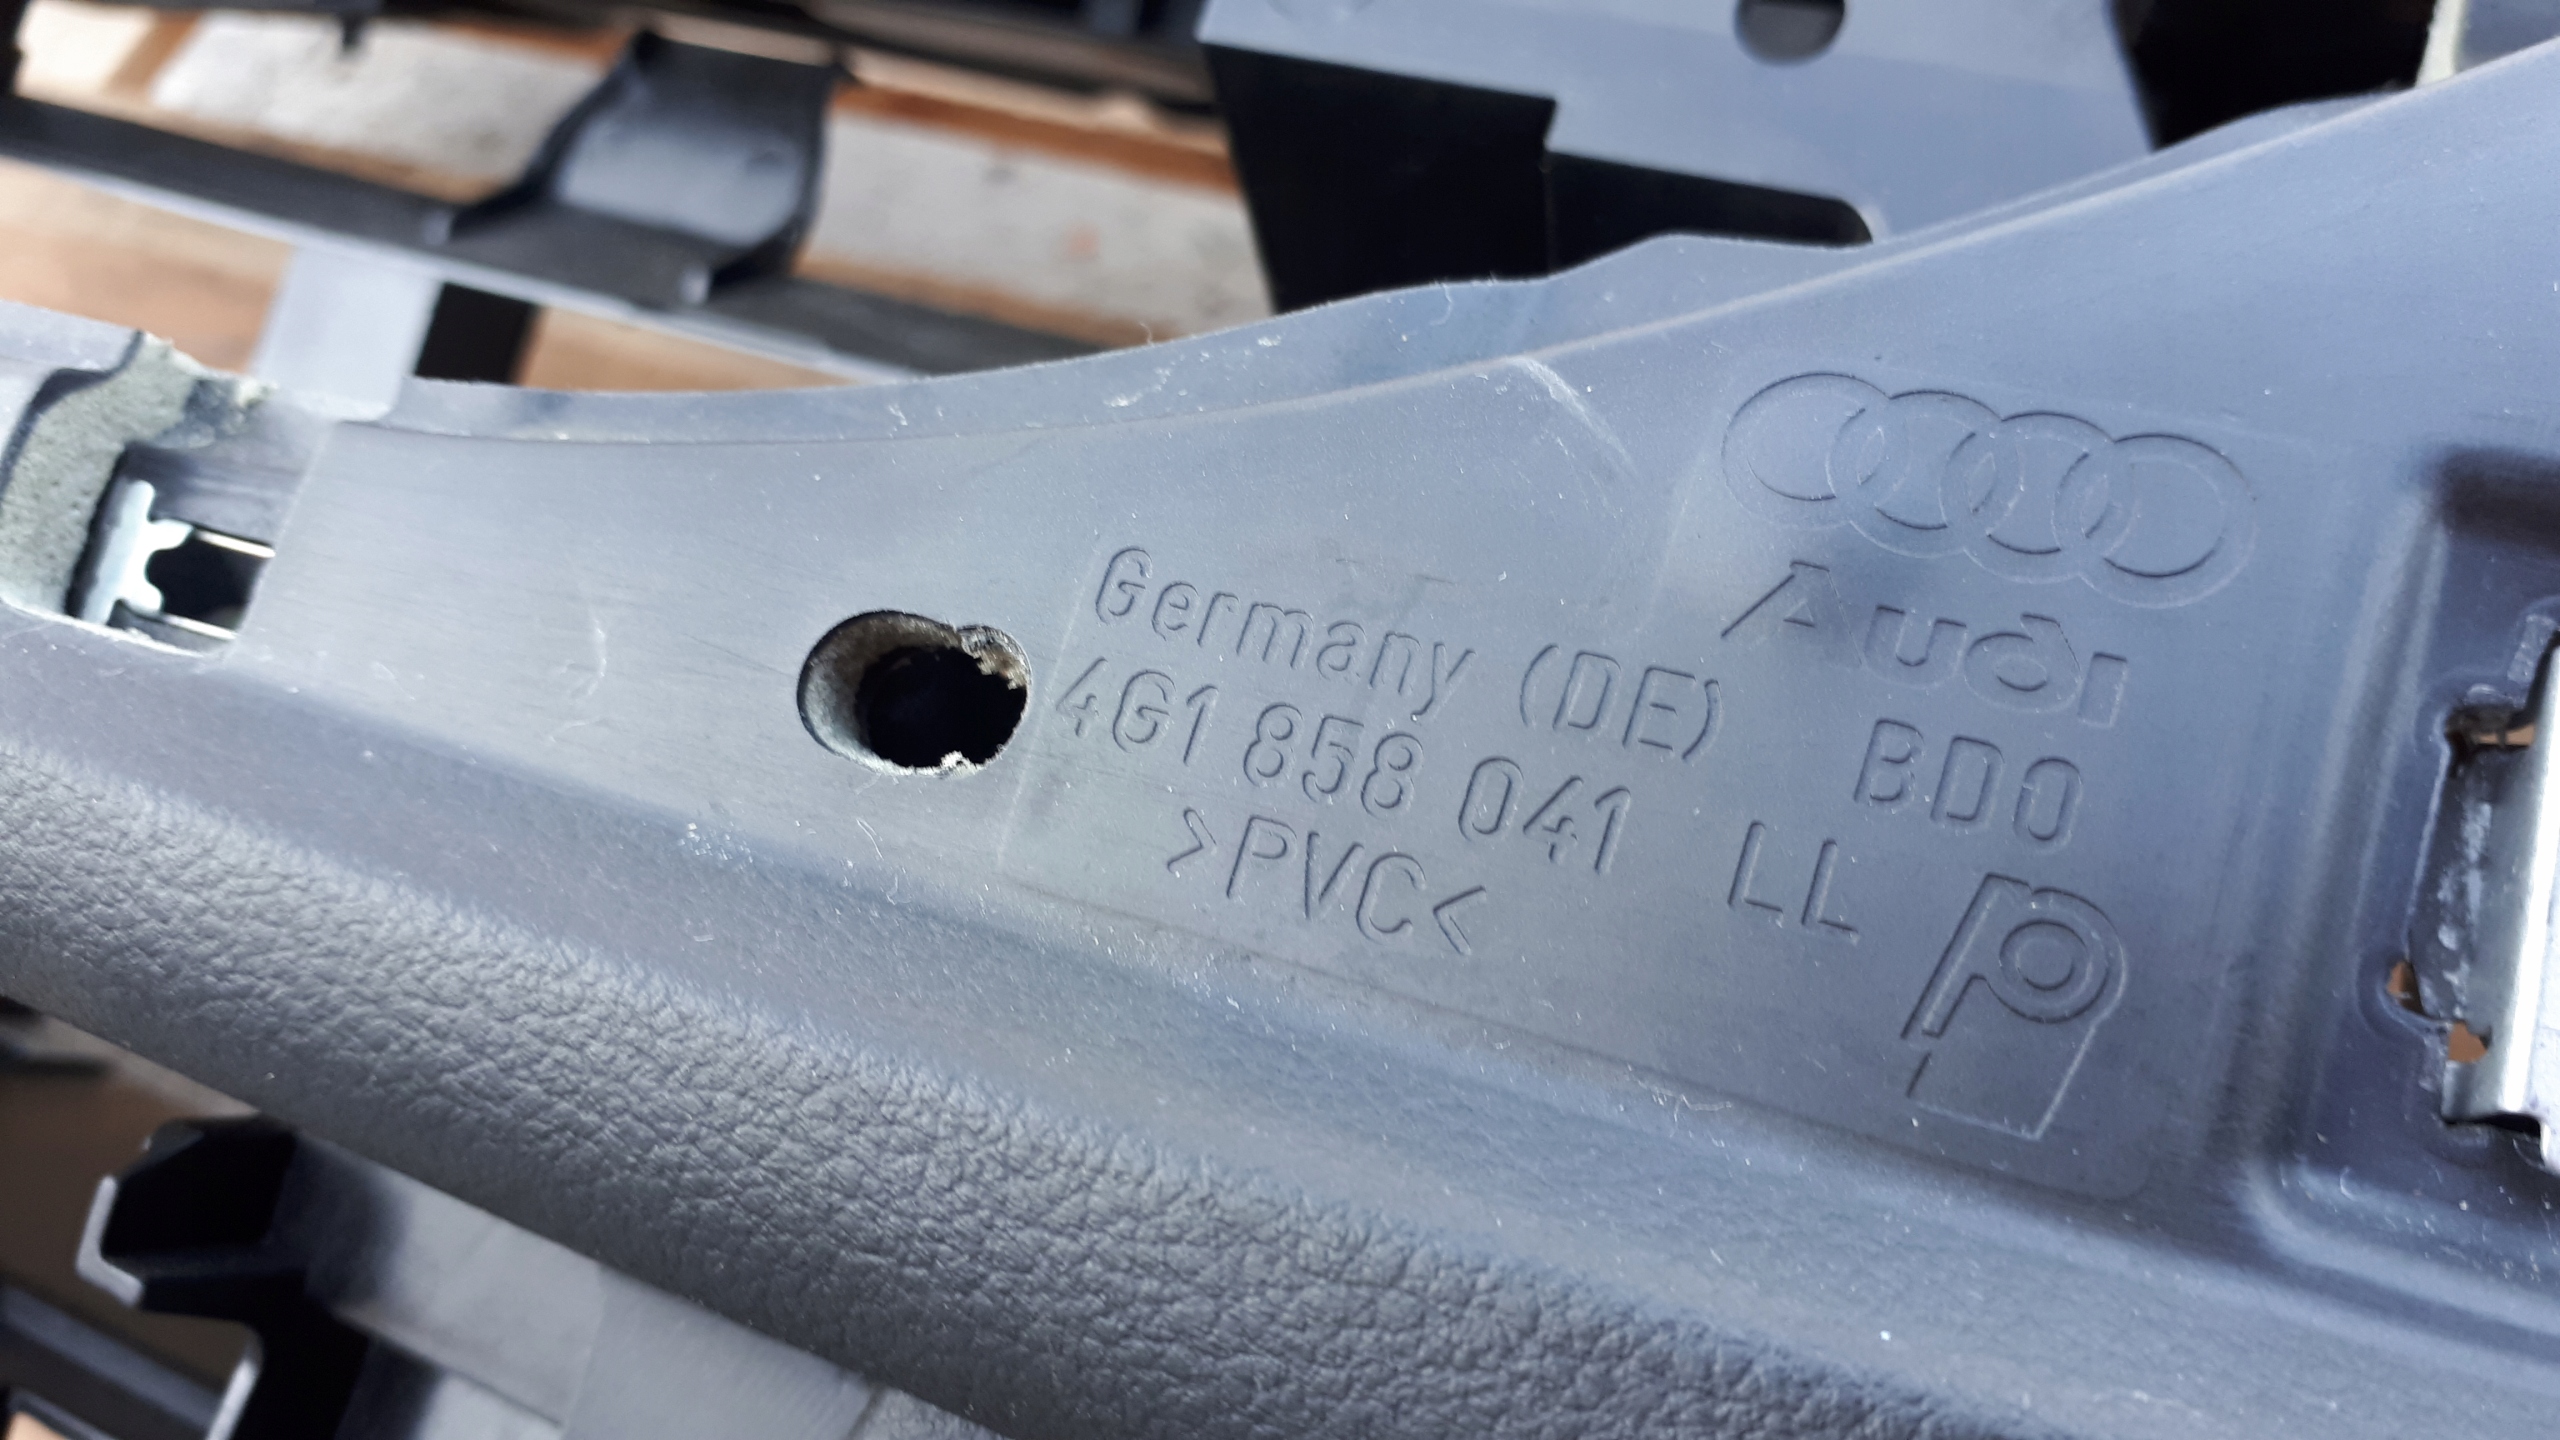 Audi
Germany (DE) BD0
4G1 858 041 LL
>PVC<